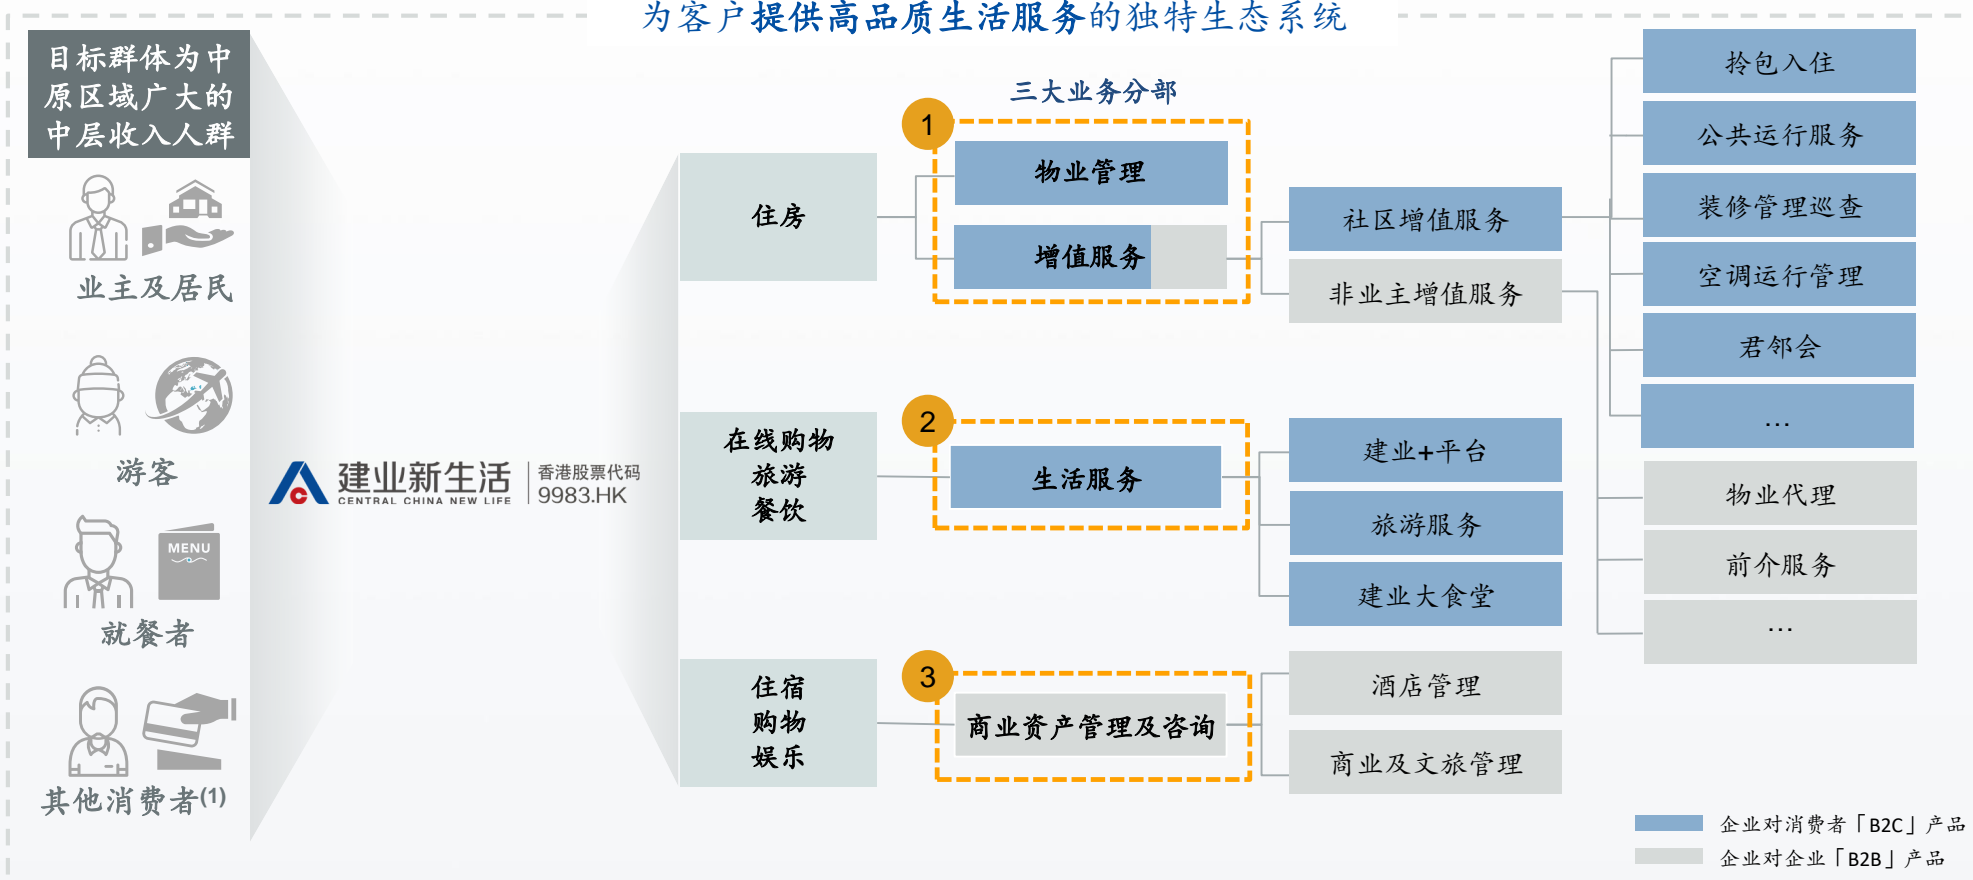 为客户提供高品质生活服务的独特生态系统
目标群体为中
原区域广大的
中层收入人群
业主及居民
游客
MENU
就餐者
其他消费者(1)
建业新生活
CENTRAL CHINA NEW LIFE
香港股票代码
9983.HK
三大业务分部
住房
1
物业管理
增值服务
社区增值服务
非业主增值服务
拎包入住
公共运行服务
装修管理巡查
空调运行管理
君邻会
...
物业代理
前介服务
...
在线购物
旅游
餐饮
2
生活服务
建业+平台
旅游服务
建业大食堂
住宿
购物
娱乐
3
商业资产管理及咨询
酒店管理
商业及文旅管理
企业对消费者「B2C」产品
企业对企业「B2B」产品